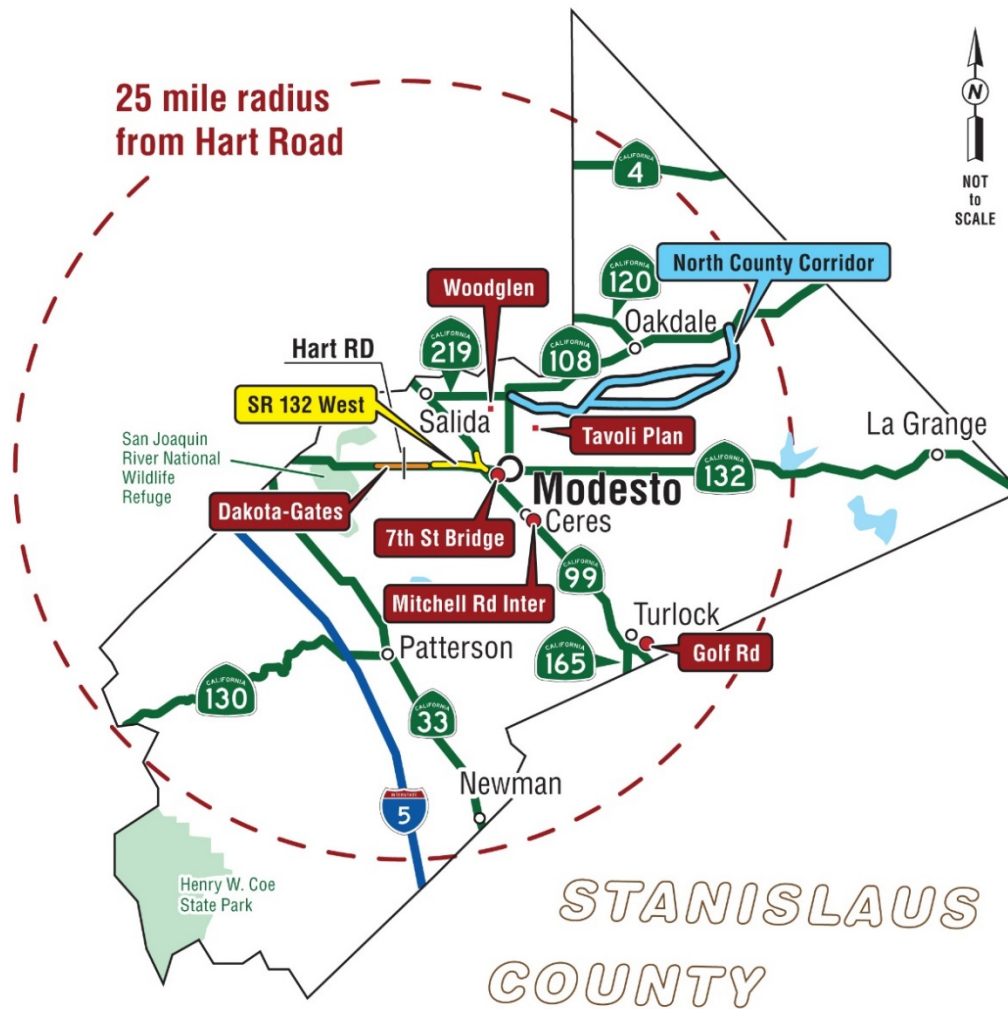 25 mile radius
from Hart Road
N
NOT
to
SCALE
CALIFORNIA
4
North County Corridor
CALIFORNIA
120
Woodglen
Oakdale
CALIFORNIA
219
CALIFORNIA
108
Hart RD
SR 132 West
Salida
Tavoli Plan
La Grange
San Joaquin
River National
Wildlife
Refuge
CALIFORNIA
132
Modesto
Dakota-Gates
7th St Bridge
Ceres
CALIFORNIA
99
Mitchell Rd Inter
Turlock
Patterson
CALIFORNIA
165
Golf Rd
CALIFORNIA
130
CALIFORNIA
33
Newman
INTERSTATE
5
Henry W. Coe
State Park
STANISLAUS
COUNTY